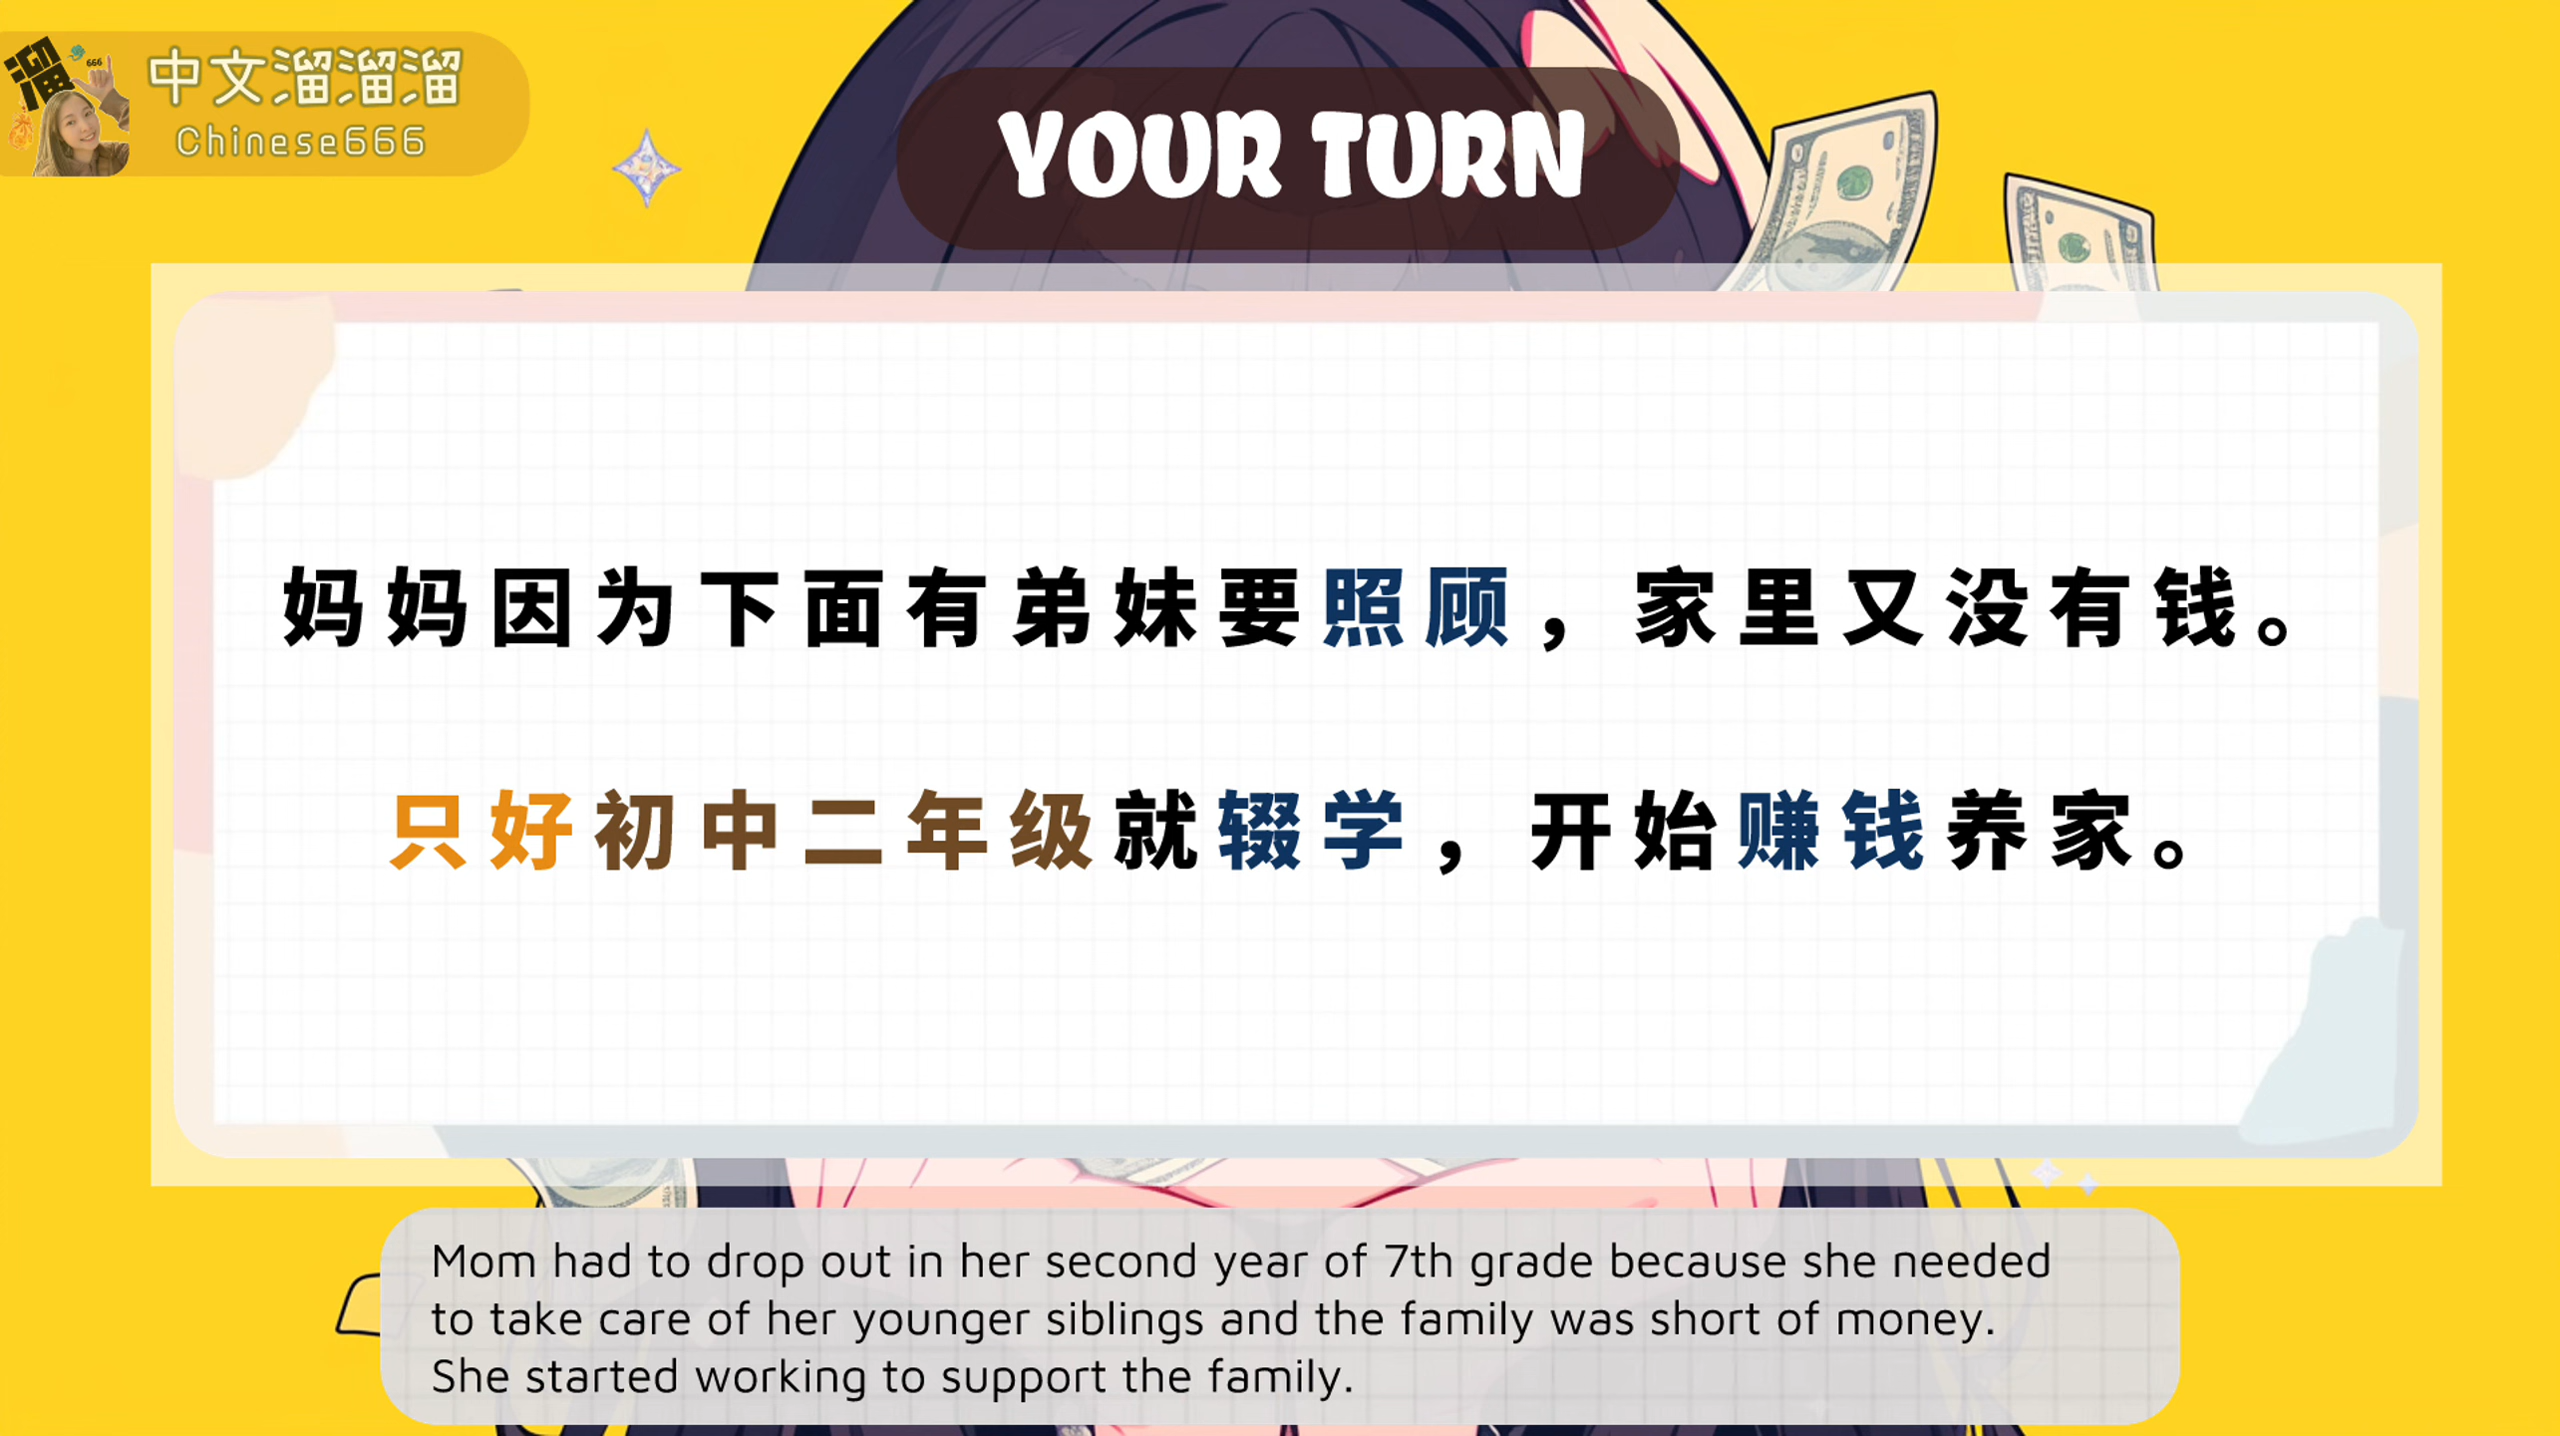 溜
666
中文溜溜溜
Chinese666
YOUR TURN
妈妈因为下面有弟妹要照顾，家里又没有钱。
只好初中二年级就辍学，开始赚钱养家。
Mom had to drop out in her second year of 7th grade because she needed
to take care of her younger siblings and the family was short of money.
She started working to support the family.